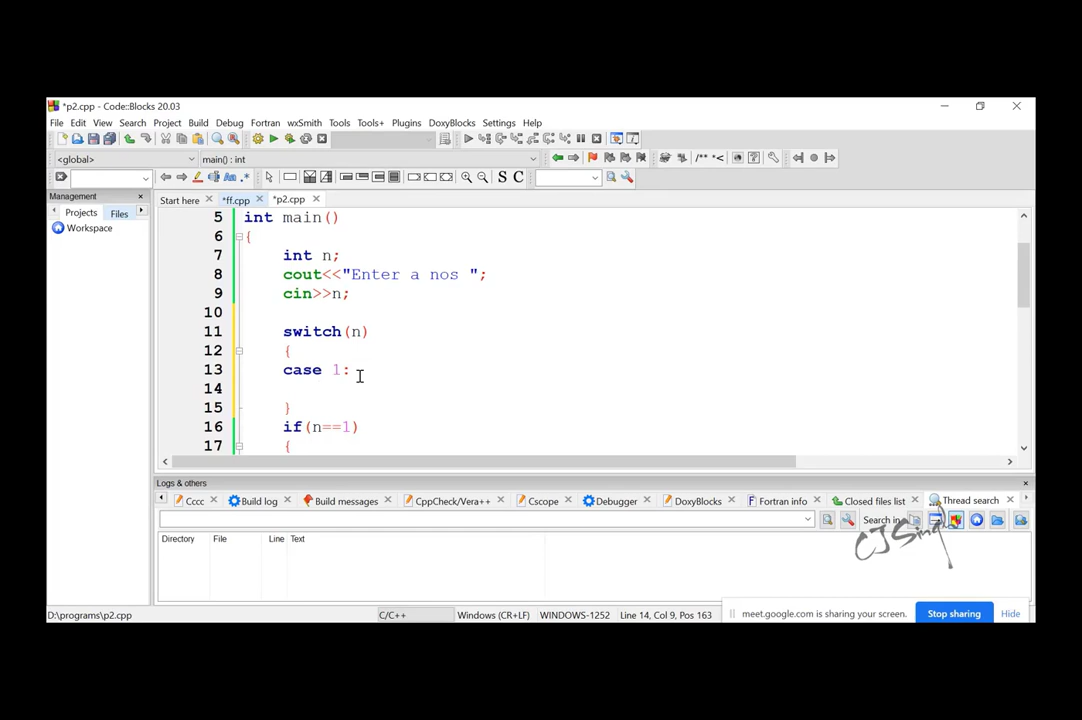 *p2.cpp - Code::Blocks 20.03
File Edit View Search Project Build Debug Fortran wxSmith Tools Tools+ Plugins DoxyBlocks Settings Help
<global> main() : int
/** *<
Aa .* S C
Management
Start here *ff.cpp *p2.cpp
Projects Files
Workspace
5 int main()
6 {
7 int n;
8 cout<<"Enter a nos ";
9 cin>>n;
10
11 switch(n)
12 {
13 case 1:
14
15 }
16 if(n==1)
17 {
Logs & others
Cccc Build log Build messages CppCheck/Vera++ Cscope Debugger DoxyBlocks Fortran info Closed files list Thread search
Search in
Directory File Line Text
CJSingh
D:\programs\p2.cpp C/C++ Windows (CR+LF) WINDOWS-1252 Line 14, Col 9, Pos 163
meet.google.com is sharing your screen. Stop sharing Hide